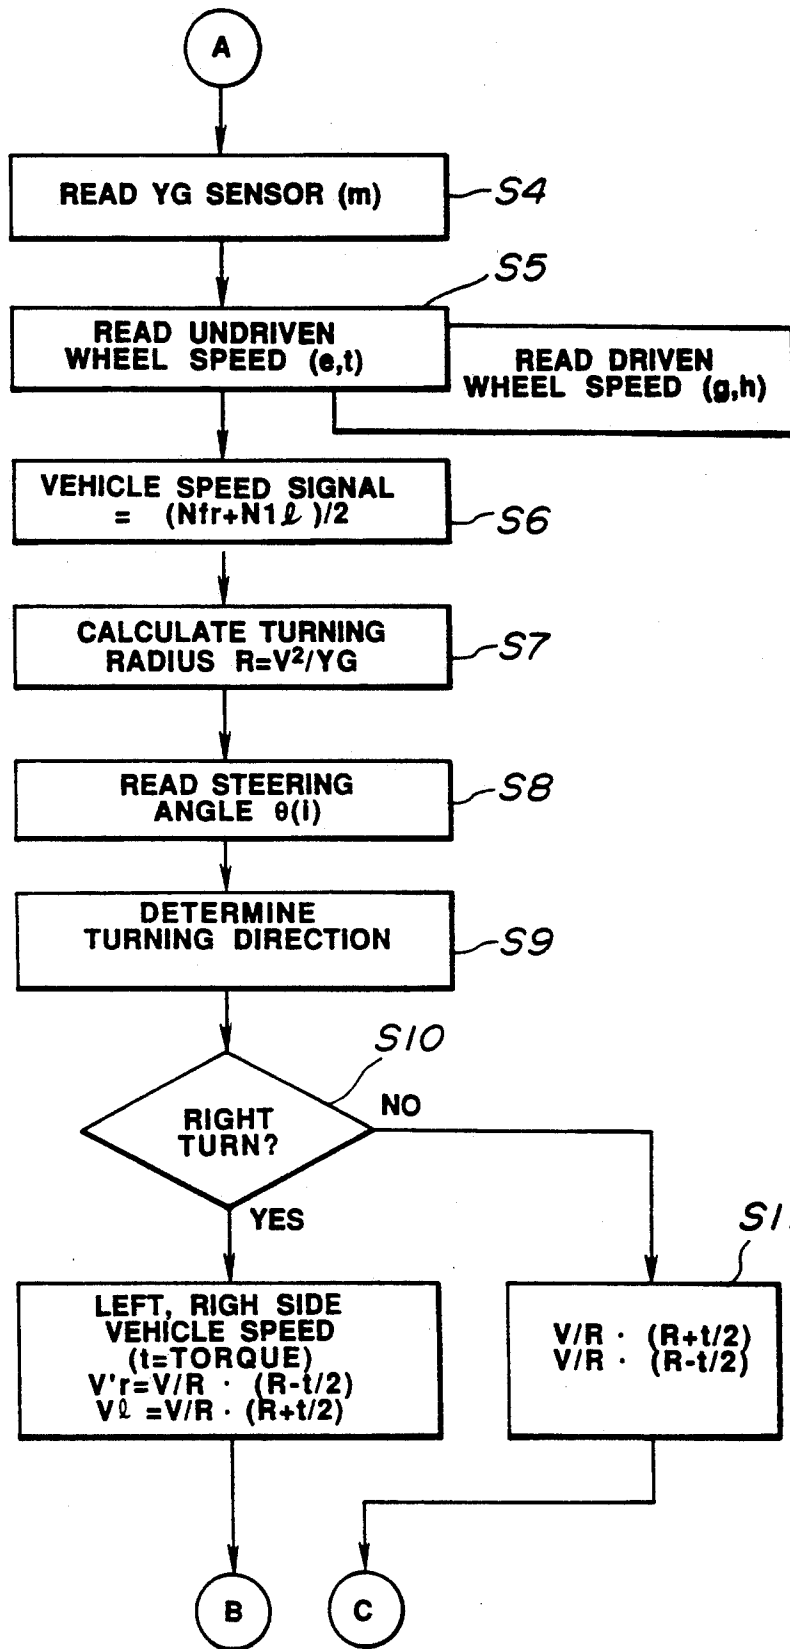 A
READ YG SENSOR (m)
S4
S5
READ UNDRIVEN
WHEEL SPEED (e,t)
READ DRIVEN
WHEEL SPEED (g,h)
VEHICLE SPEED SIGNAL
= (Nfr+N1ℓ)/2
S6
CALCULATE TURNING
RADIUS R=V²/YG
S7
READ STEERING
ANGLE θ(i)
S8
DETERMINE
TURNING DIRECTION
S9
S10
RIGHT
TURN?
NO
YES
LEFT, RIGH SIDE
VEHICLE SPEED
(t=TORQUE)
V'r=V/R · (R-t/2)
Vℓ =V/R · (R+t/2)
V/R · (R+t/2)
V/R · (R-t/2)
B
C